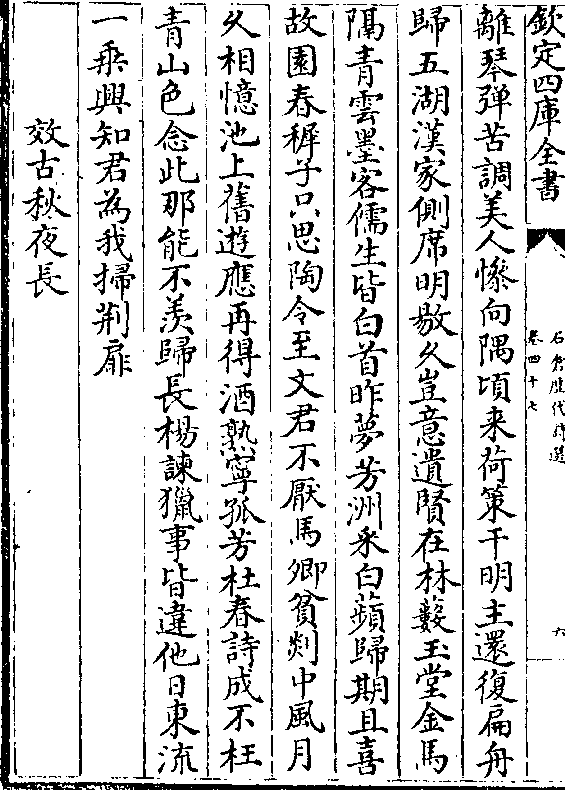 欽定四庫全書
石倉歷代詩選
卷四十七
六
離琴弹苦調美人慘向隅頃来荷策干明主還復扁舟
歸五湖漢家側席明敭久豈意遺賢在林藪玉堂金馬
隔青雲墨客儒生皆白首昨夢芳洲采白蘋歸期且喜
故園春稺子只思陶令至文君不厭馬卿貧剡中風月
久相憶池上舊遊應再得酒熟寧孤芳杜春詩成不枉
青山色念此那能不羡歸長楊諫獵事皆違他日東流
一乗興知君為我掃荆扉
效古秋夜長